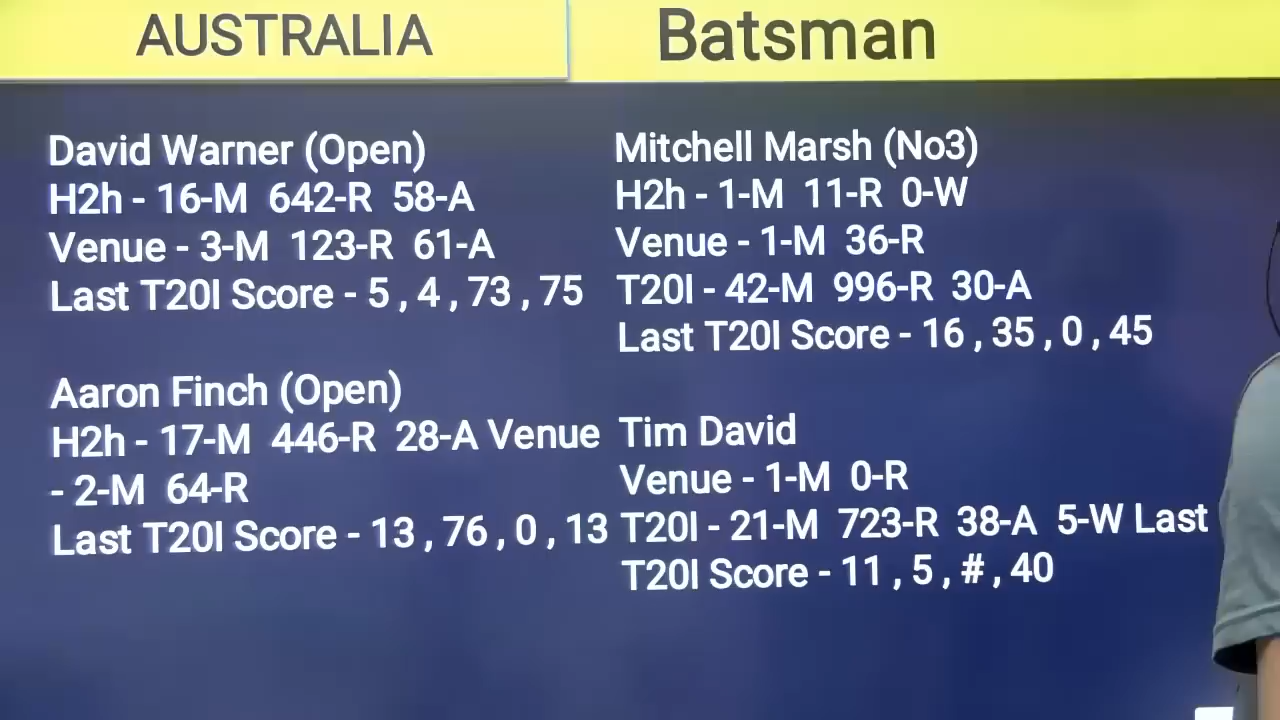 AUSTRALIA
Batsman
David Warner (Open)
H2h - 16-M 642-R 58-A
Venue - 3-M 123-R 61-A
Last T20I Score - 5 , 4 , 73 , 75
Aaron Finch (Open)
H2h - 17-M 446-R 28-A Venue
- 2-M 64-R
Last T20I Score - 13 , 76 , 0 , 13
Mitchell Marsh (No3)
H2h - 1-M 11-R 0-W
Venue - 1-M 36-R
T20I - 42-M 996-R 30-A
Last T20I Score - 16 , 35 , 0 , 45
Tim David
Venue - 1-M 0-R
T20I - 21-M 723-R 38-A 5-W Last
T20I Score - 11 , 5 , # , 40